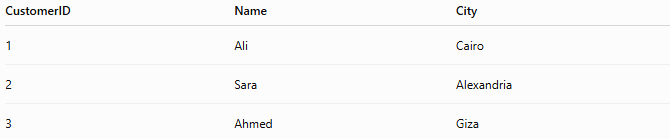 CustomerID Name City
1 Ali Cairo
2 Sara Alexandria
3 Ahmed Giza